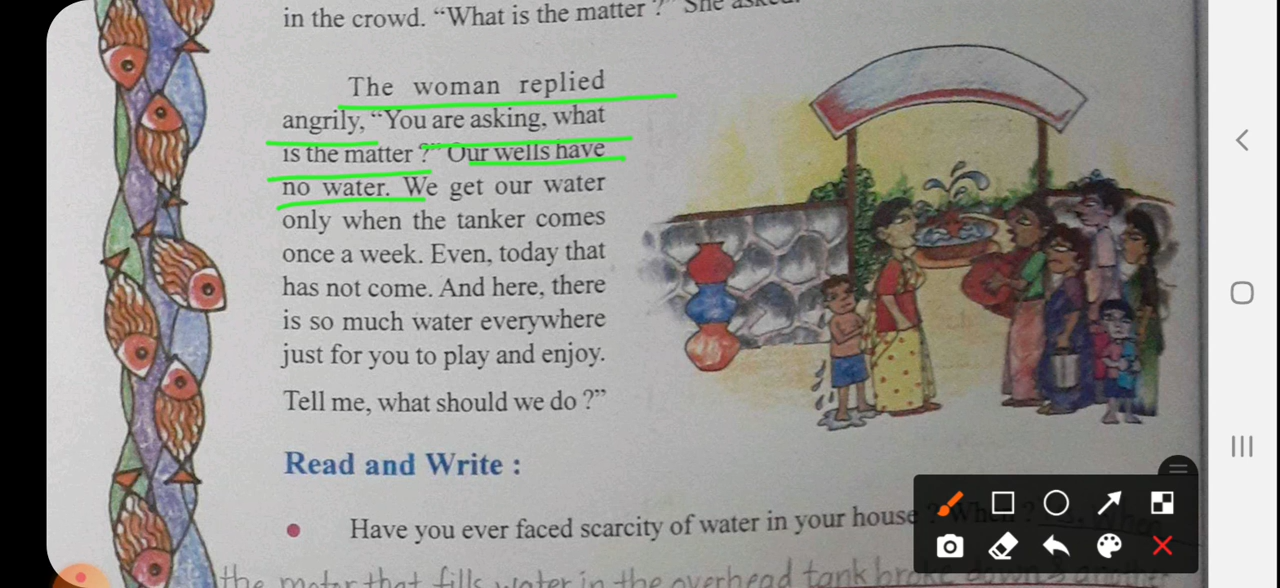 in the crowd. “What is the matter ?” She asked.
The woman replied
angrily, “You are asking, what
is the matter ?” Our wells have
no water. We get our water
only when the tanker comes
once a week. Even, today that
has not come. And here, there
is so much water everywhere
just for you to play and enjoy.
Tell me, what should we do ?”
Read and Write :
• Have you ever faced scarcity of water in your house ? When ?
the motor that fills water in the overhead tank broke down &